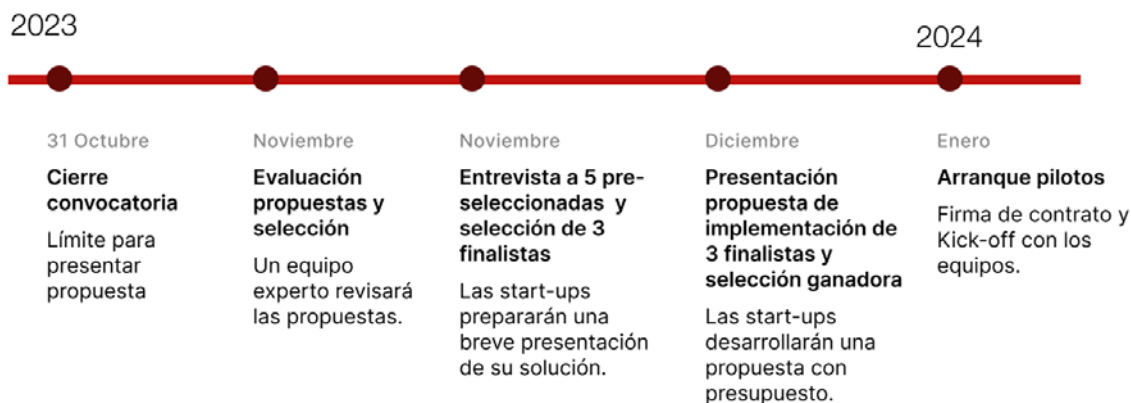 2023
2024
31 Octubre
Cierre
convocatoria
Límite para
presentar
propuesta
Noviembre
Evaluación
propuestas y
selección
Un equipo
experto revisará
las propuestas.
Noviembre
Entrevista a 5 pre-
seleccionadas y
selección de 3
finalistas
Las start-ups
prepararán una
breve presentación
de su solución.
Diciembre
Presentación
propuesta de
implementación de
3 finalistas y
selección ganadora
Las start-ups
desarrollarán una
propuesta con
presupuesto.
Enero
Arranque pilotos
Firma de contrato y
Kick-off con los
equipos.